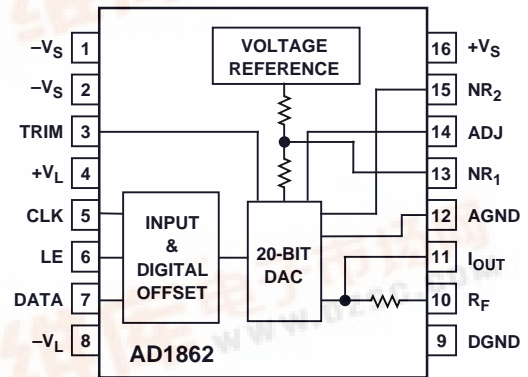 –VS 1
–VS 2
TRIM 3
+VL 4
CLK 5
LE 6
DATA 7
–VL 8
VOLTAGE
REFERENCE
INPUT
&
DIGITAL
OFFSET
20-BIT
DAC
AD1862
16 +VS
15 NR2
14 ADJ
13 NR1
12 AGND
11 IOUT
10 RF
9 DGND